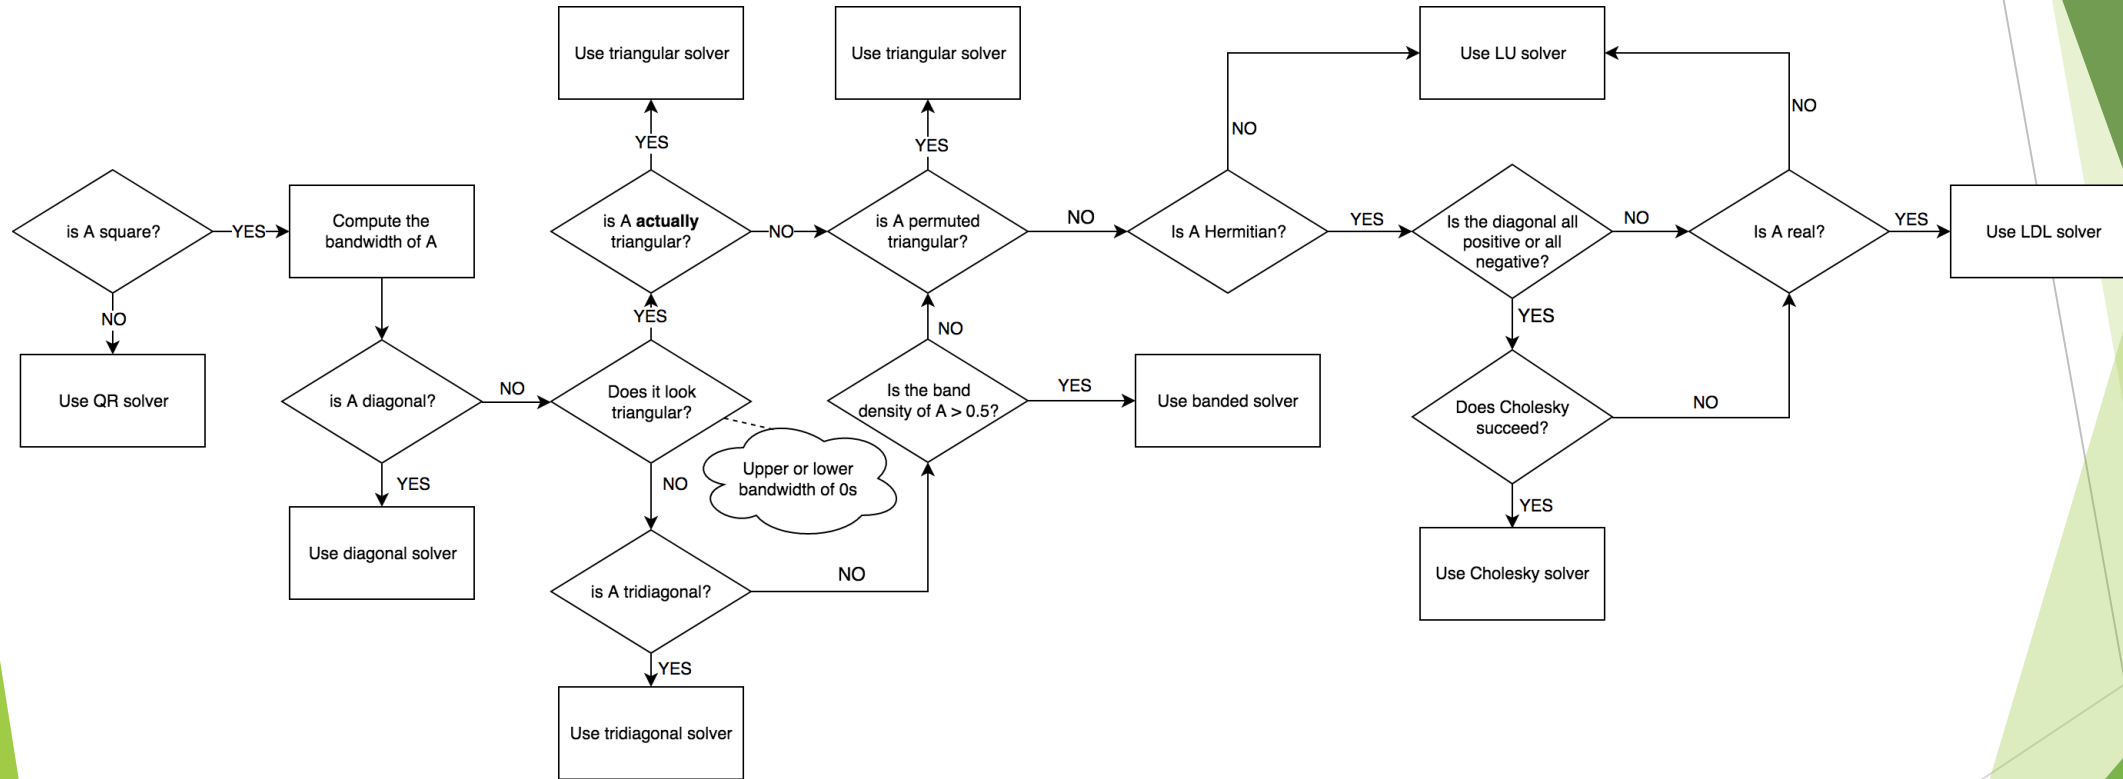 is A square?
YES
NO
Use QR solver
Compute the
bandwidth of A
is A diagonal?
NO
YES
Use diagonal solver
Does it look
triangular?
Upper or lower
bandwidth of 0s
YES
is A actually
triangular?
YES
Use triangular solver
NO
NO
is A tridiagonal?
YES
Use tridiagonal solver
NO
Is the band
density of A > 0.5?
YES
Use banded solver
NO
is A permuted
triangular?
YES
Use triangular solver
NO
Is A Hermitian?
NO
Use LU solver
YES
Is the diagonal all
positive or all
negative?
NO
YES
Does Cholesky
succeed?
NO
YES
Use Cholesky solver
Is A real?
NO
YES
Use LDL solver